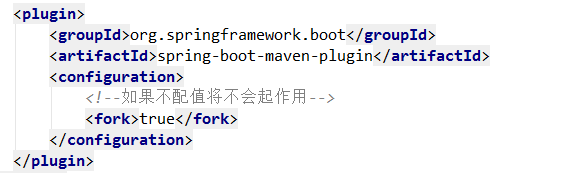 <plugin>
<groupId>org.springframework.boot</groupId>
<artifactId>spring-boot-maven-plugin</artifactId>
<configuration>
<!--如果不配值将不会起作用-->
<fork>true</fork>
</configuration>
</plugin>